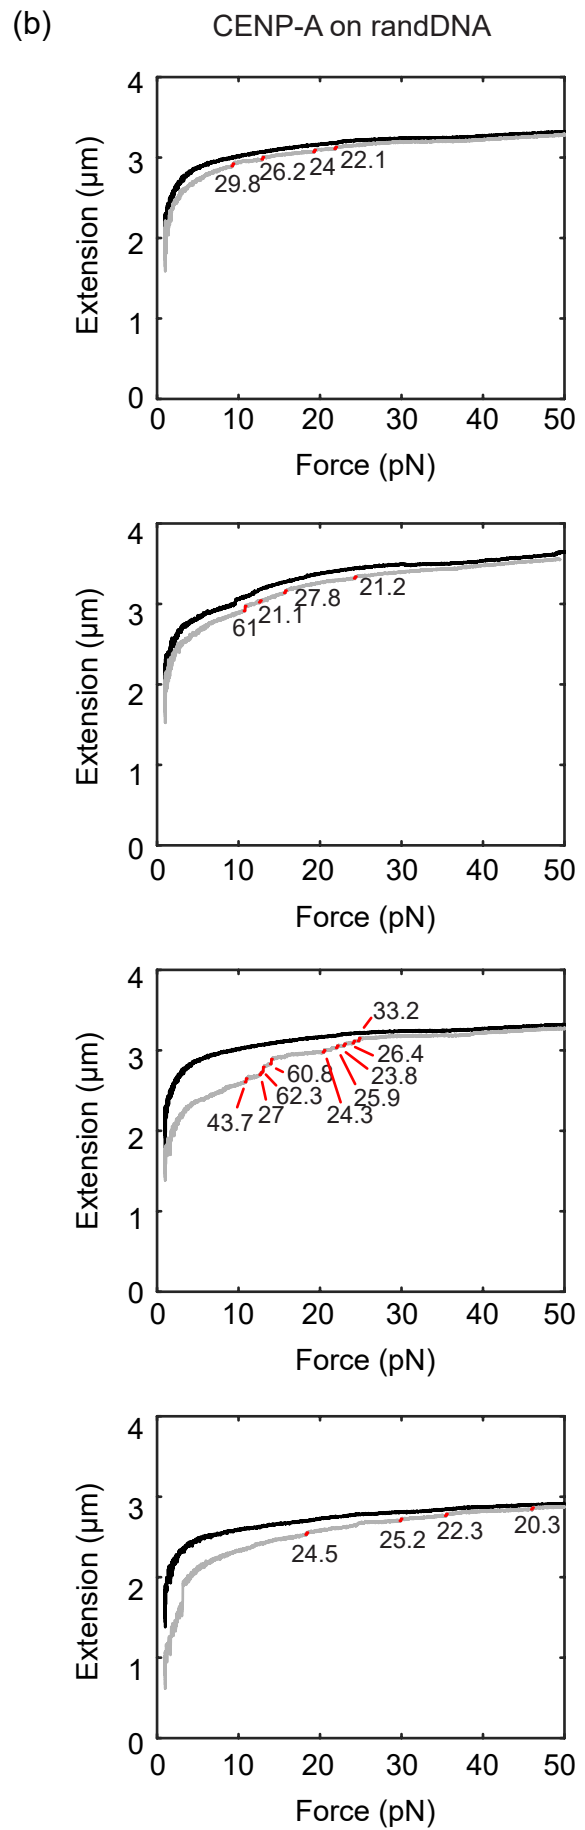 (b)
CENP-A on randDNA
4
3
2
1
0
Extension (μm)
29.8
26.2
24
22.1
0 10 20 30 40 50
Force (pN)
4
3
2
1
0
Extension (μm)
61
21.1
27.8
21.2
0 10 20 30 40 50
Force (pN)
4
3
2
1
0
Extension (μm)
33.2
26.4
23.8
25.9
24.3
60.8
62.3
27
43.7
0 10 20 30 40 50
Force (pN)
4
3
2
1
0
Extension (μm)
24.5
25.2
22.3
20.3
0 10 20 30 40 50
Force (pN)